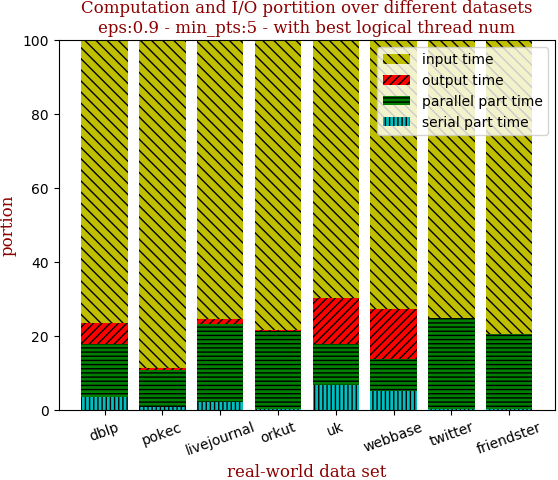 Computation and I/O portition over different datasets
eps:0.9 - min_pts:5 - with best logical thread num
100
80
60
40
20
0
portion
input time
output time
parallel part time
serial part time
dblp
pokec
livejournal
orkut
uk
webbase
twitter
friendster
real-world data set